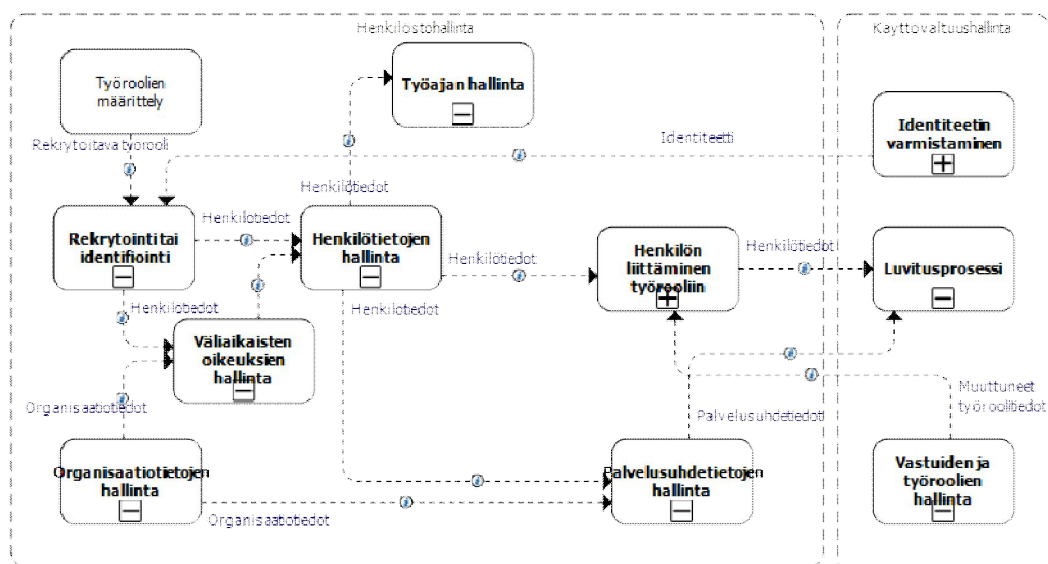 Henkilostohallinta
Kayttovaltuushallinta
Työroolien
määrittely
Työajan hallinta
Identiteetin
varmistaminen
Rekrytoitava työrooli
Identiteetti
Henkilötiedot
Rekrytointi tai
identifiointi
Henkilötiedot
Henkilötietojen
hallinta
Henkilötiedot
Henkilön
liittäminen
työrooliin
Henkilötiedot
Luvitusprosessi
Henkilötiedot
Henkilötiedot
Väliaikaisten
oikeuksien
hallinta
Organisaatiotiedot
Palvelusuhdetiedot
Muuttuneet
työroolitiedot
Organisaatiotietojen
hallinta
Organisaatiotiedot
Palvelusuhdetietojen
hallinta
Vastuiden ja
työroolien
hallinta